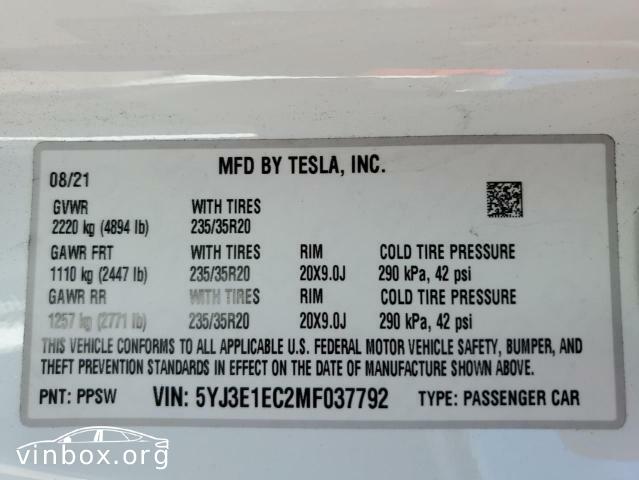 MFD BY TESLA, INC.
08/21
GVWR WITH TIRES
2220 kg (4894 lb) 235/35R20
GAWR FRT WITH TIRES RIM COLD TIRE PRESSURE
1110 kg (2447 lb) 235/35R20 20X9.0J 290 kPa, 42 psi
GAWR RR WITH TIRES RIM COLD TIRE PRESSURE
1257 kg (2771 lb) 235/35R20 20X9.0J 290 kPa, 42 psi
THIS VEHICLE CONFORMS TO ALL APPLICABLE U.S. FEDERAL MOTOR VEHICLE SAFETY, BUMPER, AND
THEFT PREVENTION STANDARDS IN EFFECT ON THE DATE OF MANUFACTURE SHOWN ABOVE.
PNT: PPSW VIN: 5YJ3E1EC2MF037792 TYPE: PASSENGER CAR
vinbox.org